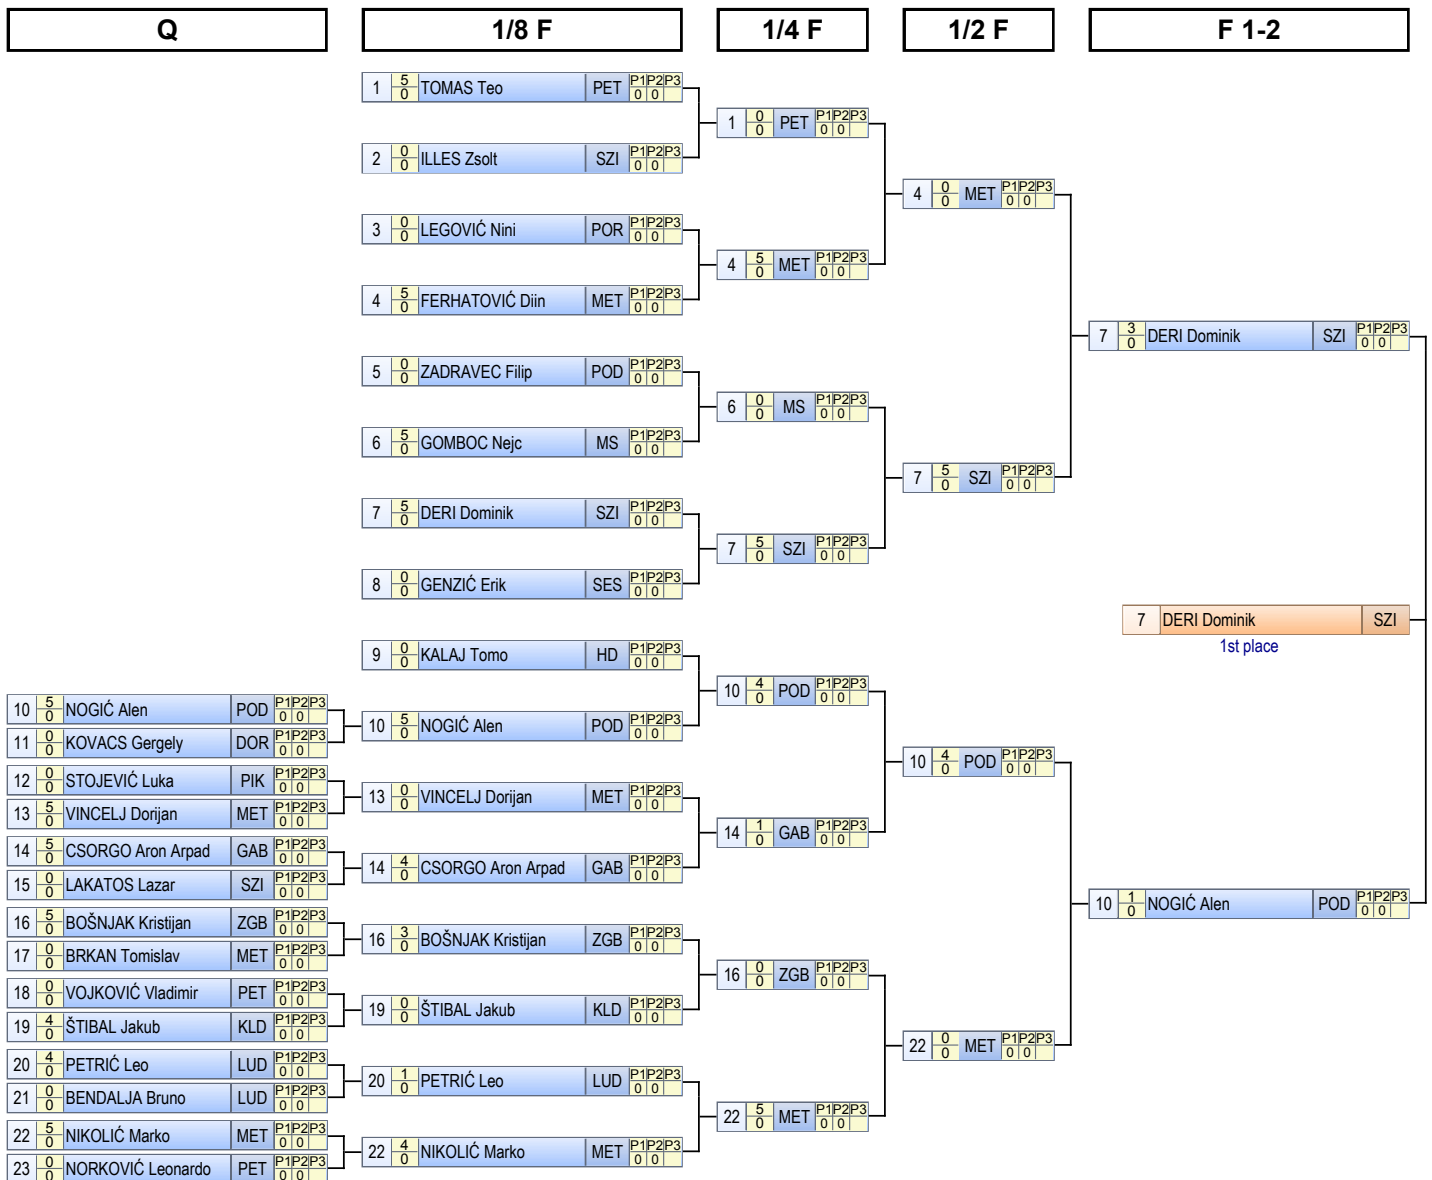 Q 1/8 F 1/4 F 1/2 F F 1-2
1 5 0 TOMAS Teo PET P1 P2 P3 0 0
1 0 0 PET P1 P2 P3 0 0
2 0 0 ILLES Zsolt SZI P1 P2 P3 0 0
4 0 0 MET P1 P2 P3 0 0
3 0 0 LEGOVIĆ Nini POR P1 P2 P3 0 0
4 5 0 MET P1 P2 P3 0 0
4 5 0 FERHATOVIĆ Diin MET P1 P2 P3 0 0
7 3 0 DERI Dominik SZI P1 P2 P3 0 0
5 0 0 ZADRAVEC Filip POD P1 P2 P3 0 0
6 0 0 MS P1 P2 P3 0 0
6 5 0 GOMBOC Nejc MS P1 P2 P3 0 0
7 5 0 SZI P1 P2 P3 0 0
7 5 0 DERI Dominik SZI P1 P2 P3 0 0
7 5 0 SZI P1 P2 P3 0 0
8 0 0 GENZIĆ Erik SES P1 P2 P3 0 0
7 DERI Dominik SZI
1st place
9 0 0 KALAJ Tomo HD P1 P2 P3 0 0
10 4 0 POD P1 P2 P3 0 0
10 5 0 NOGIĆ Alen POD P1 P2 P3 0 0
10 5 0 NOGIĆ Alen POD P1 P2 P3 0 0
11 0 0 KOVACS Gergely DOR P1 P2 P3 0 0
10 4 0 POD P1 P2 P3 0 0
12 0 0 STOJEVIĆ Luka PIK P1 P2 P3 0 0
13 0 0 VINCELJ Dorijan MET P1 P2 P3 0 0
13 5 0 VINCELJ Dorijan MET P1 P2 P3 0 0
14 1 0 GAB P1 P2 P3 0 0
14 5 0 CSORGO Aron Arpad GAB P1 P2 P3 0 0
14 4 0 CSORGO Aron Arpad GAB P1 P2 P3 0 0
15 0 0 LAKATOS Lazar SZI P1 P2 P3 0 0
10 1 0 NOGIĆ Alen POD P1 P2 P3 0 0
16 5 0 BOŠNJAK Kristijan ZGB P1 P2 P3 0 0
16 3 0 BOŠNJAK Kristijan ZGB P1 P2 P3 0 0
17 0 0 BRKAN Tomislav MET P1 P2 P3 0 0
16 0 0 ZGB P1 P2 P3 0 0
18 0 0 VOJKOVIĆ Vladimir PET P1 P2 P3 0 0
19 0 0 ŠTIBAL Jakub KLD P1 P2 P3 0 0
19 4 0 ŠTIBAL Jakub KLD P1 P2 P3 0 0
22 0 0 MET P1 P2 P3 0 0
20 4 0 PETRIĆ Leo LUD P1 P2 P3 0 0
20 1 0 PETRIĆ Leo LUD P1 P2 P3 0 0
21 0 0 BENDALJA Bruno LUD P1 P2 P3 0 0
22 5 0 MET P1 P2 P3 0 0
22 5 0 NIKOLIĆ Marko MET P1 P2 P3 0 0
22 4 0 NIKOLIĆ Marko MET P1 P2 P3 0 0
23 0 0 NORKOVIĆ Leonardo PET P1 P2 P3 0 0